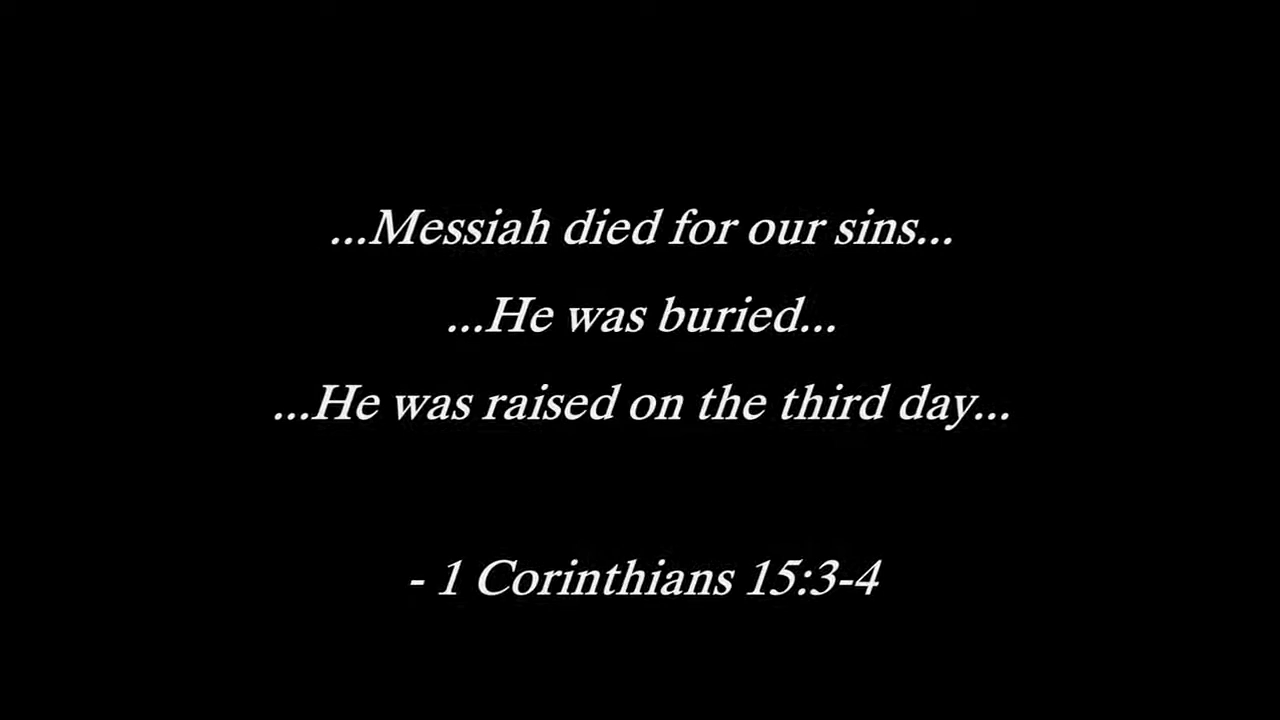 ...Messiah died for our sins...
...He was buried...
...He was raised on the third day...
- 1 Corinthians 15:3-4